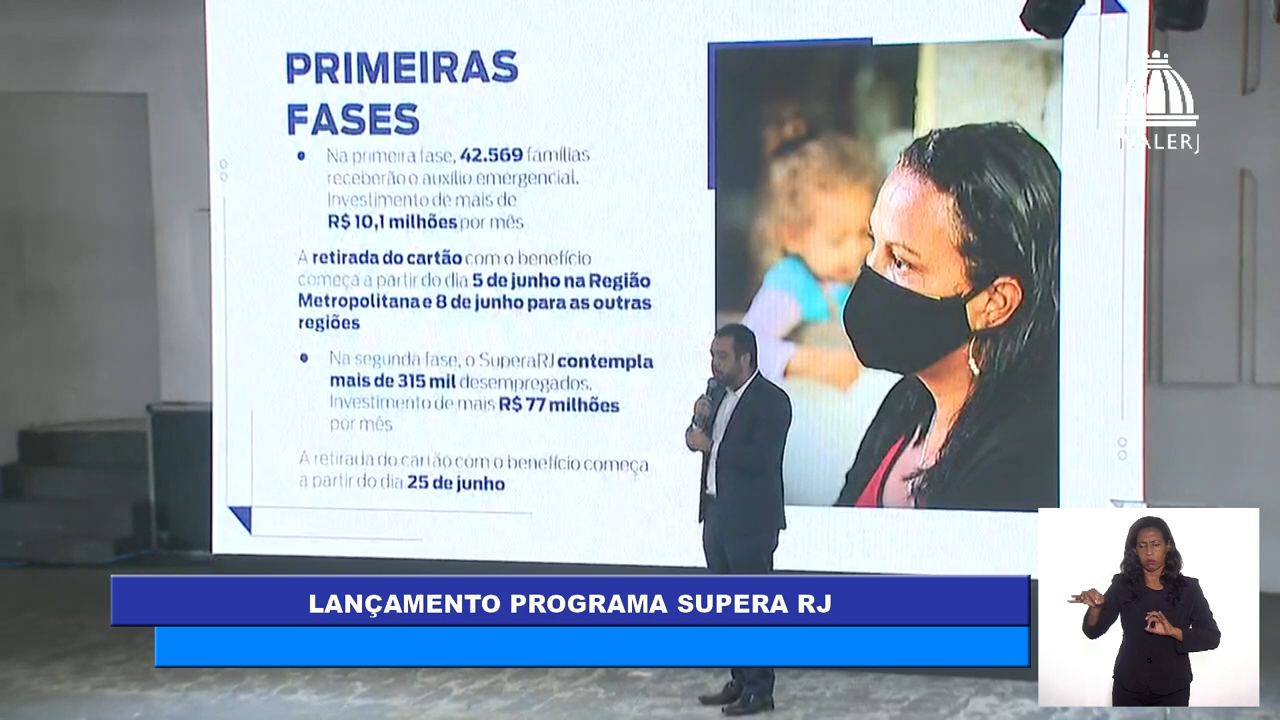 PRIMEIRAS
FASES
• Na primeira fase, 42.569 famílias
receberão o auxílio emergencial.
Investimento de mais de
R$ 10,1 milhões por mês
A retirada do cartão com o benefício
começa a partir do dia 5 de junho na Região
Metropolitana e 8 de junho para as outras
regiões
• Na segunda fase, o SuperaRJ contempla
mais de 315 mil desempregados.
Investimento de mais R$ 77 milhões
por mês
A retirada do cartão com o benefício começa
a partir do dia 25 de junho
TVALERJ
LANÇAMENTO PROGRAMA SUPERA RJ